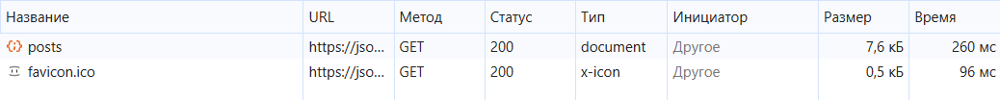 Название URL Метод Статус Тип Инициатор Размер Время
posts https://jso... GET 200 document Другое 7,6 кБ 260 мс
favicon.ico https://jso... GET 200 x-icon Другое 0,5 кБ 96 мс